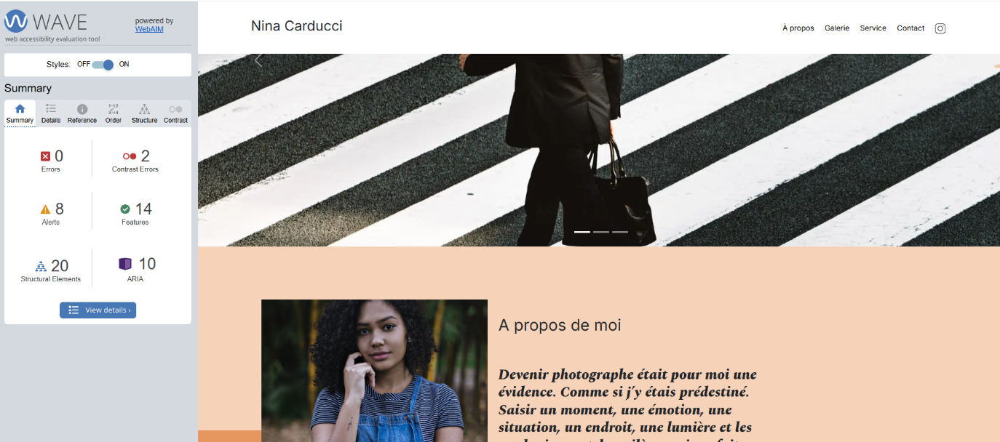 WAVE
web accessibility evaluation tool
powered by
WebAIM
Styles: OFF ON
Summary
Summary Details Reference Order Structure Contrast
0
Errors
2
Contrast Errors
8
Alerts
14
Features
20
Structural Elements
10
ARIA
View details ›
Nina Carducci
À propos Galerie Service Contact
A propos de moi
Devenir photographe était pour moi une
évidence. Comme si j'y étais prédestiné.
Saisir un moment, une émotion, une
situation, un endroit, une lumière et les